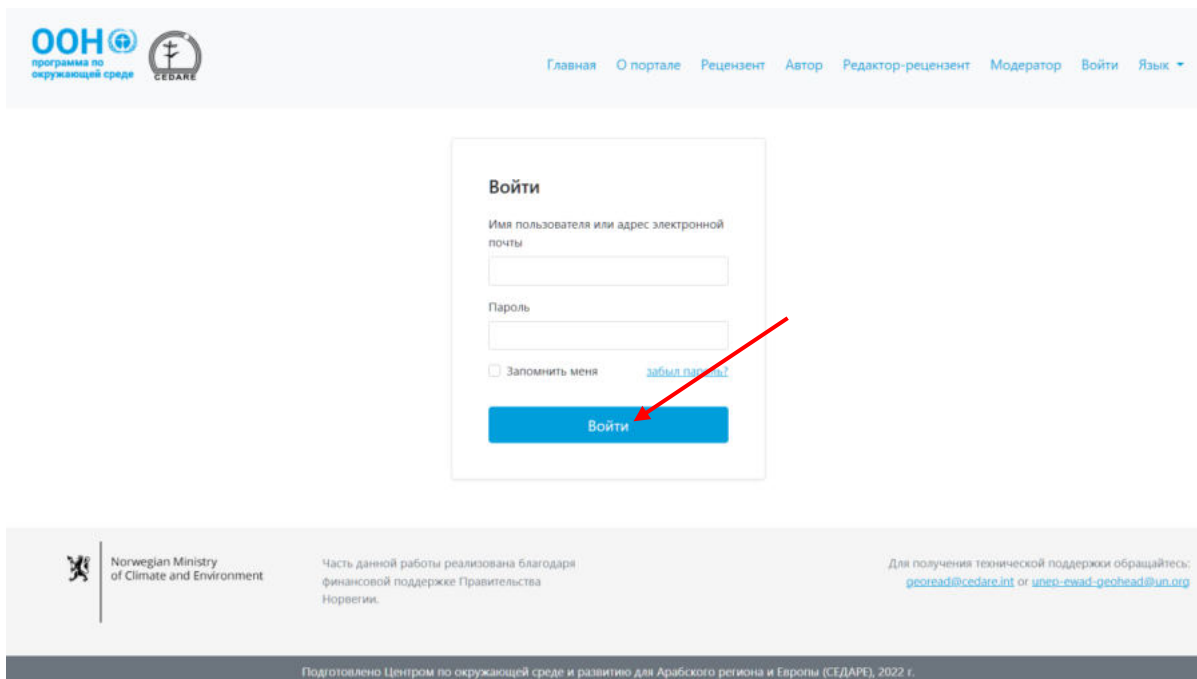 ООН
программа по
окружающей среде
CEDARE
Главная О портале Рецензент Автор Редактор-рецензент Модератор Войти Язык
Войти
Имя пользователя или адрес электронной
почты
Пароль
Запомнить меня забыл пароль?
Войти
Norwegian Ministry
of Climate and Environment
Часть данной работы реализована благодаря
финансовой поддержке Правительства
Норвегии.
Для получения технической поддержки обращайтесь:
georead@cedare.int or unep-ewad-geohead@un.org
Подготовлено Центром по окружающей среде и развитию для Арабского региона и Европы (СЕДАРЕ), 2022 г.